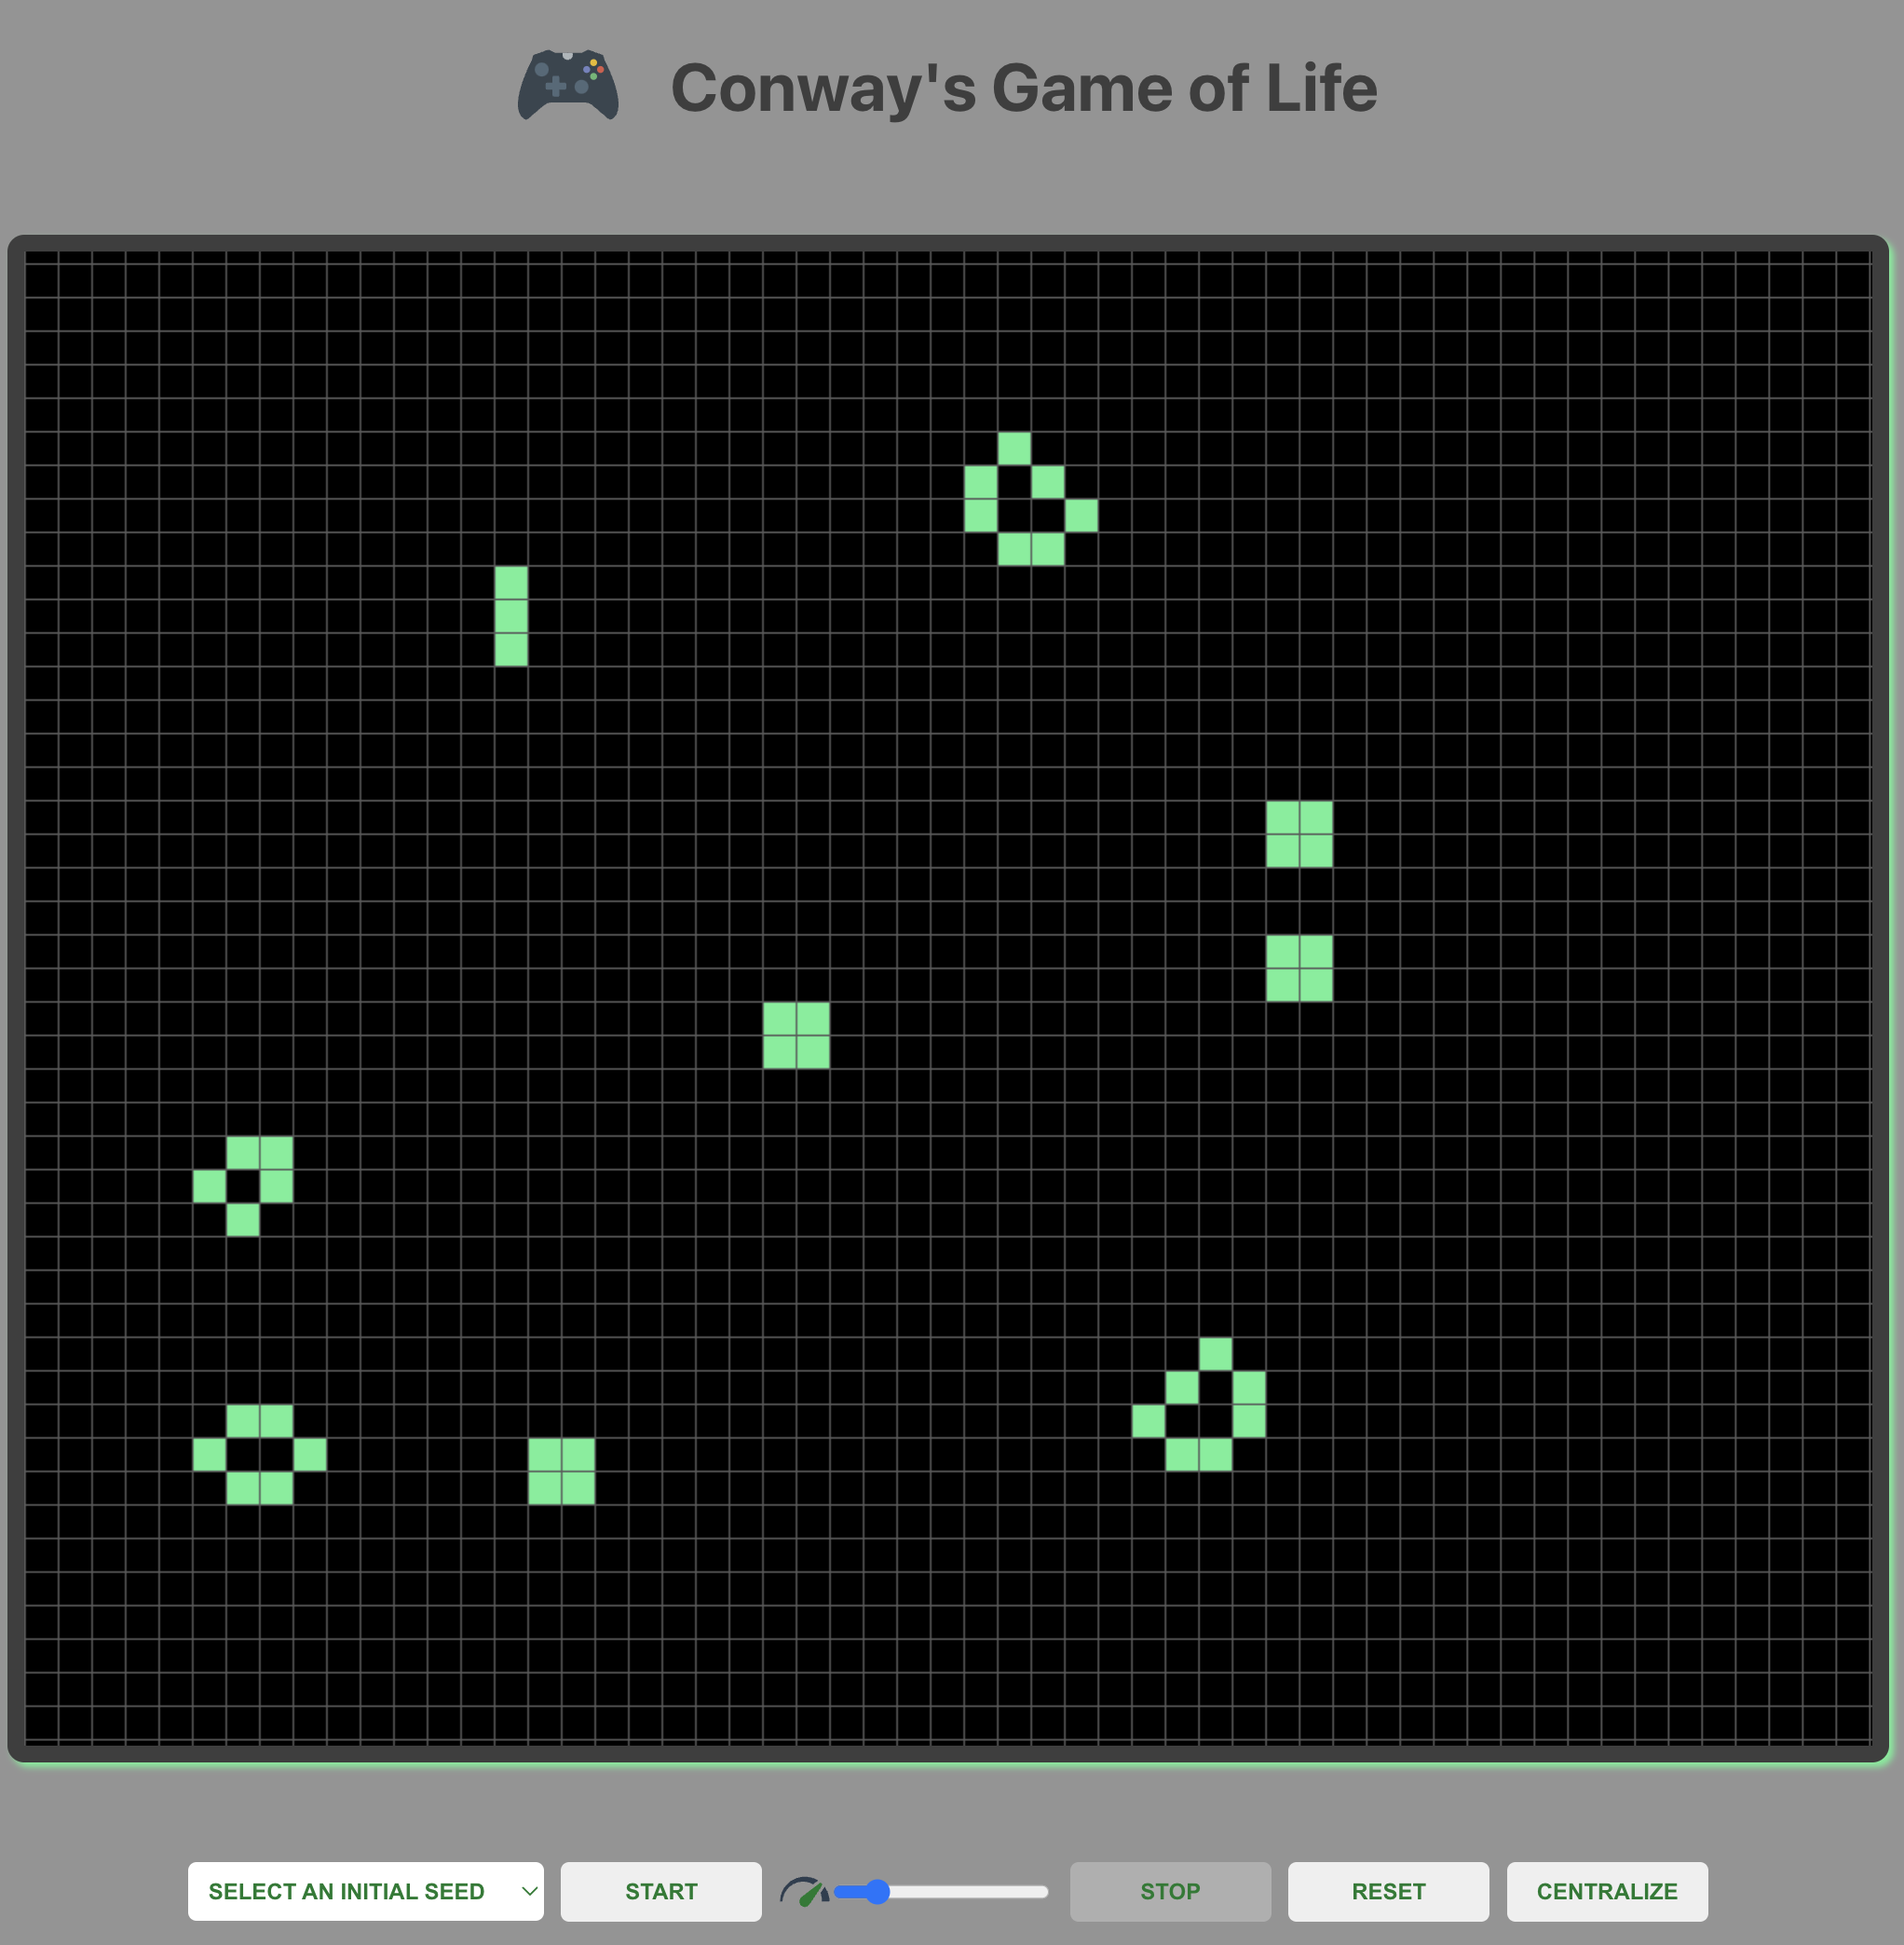 Conway's Game of Life
SELECT AN INITIAL SEED
START
STOP
RESET
CENTRALIZE